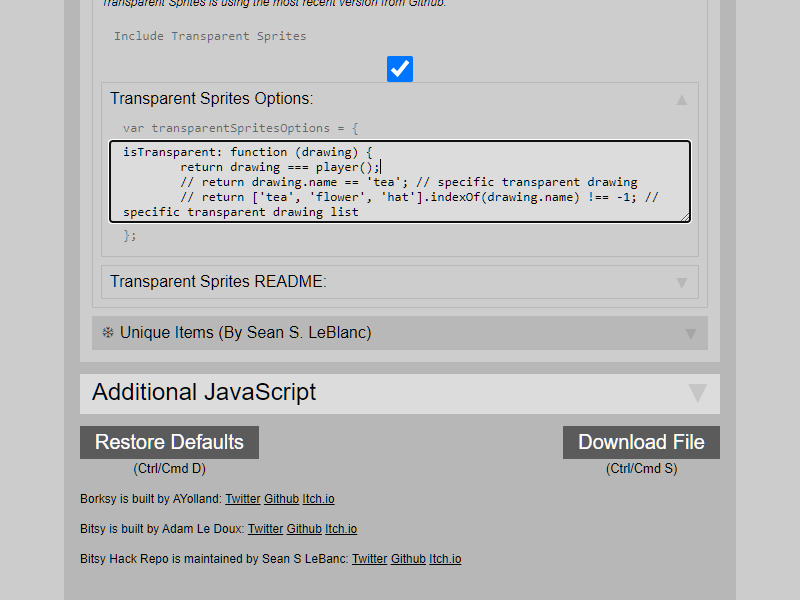 Transparent Sprites is using the most recent version from Github.
Include Transparent Sprites
Transparent Sprites Options:
var transparentSpritesOptions = {
isTransparent: function (drawing) {
return drawing === player();
// return drawing.name == 'tea'; // specific transparent drawing
// return ['tea', 'flower', 'hat'].indexOf(drawing.name) !== -1; //
specific transparent drawing list
};
Transparent Sprites README:
❄ Unique Items (By Sean S. LeBlanc)
Additional JavaScript
Restore Defaults Download File
(Ctrl/Cmd D) (Ctrl/Cmd S)
Borksy is built by AYolland: Twitter Github Itch.io
Bitsy is built by Adam Le Doux: Twitter Github Itch.io
Bitsy Hack Repo is maintained by Sean S LeBanc: Twitter Github Itch.io